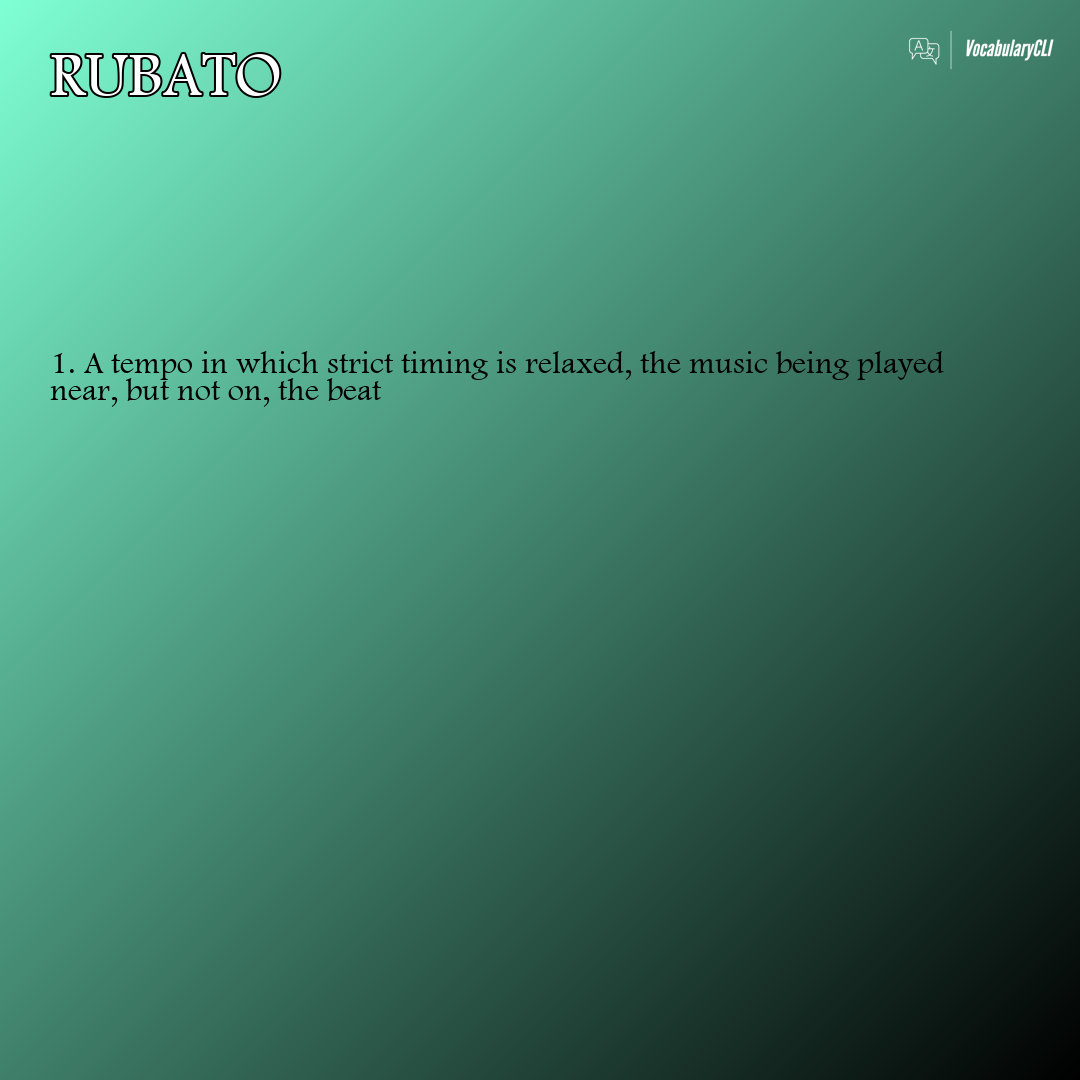 RUBATO
VocabularyCLI
1. A tempo in which strict timing is relaxed, the music being played
near, but not on, the beat